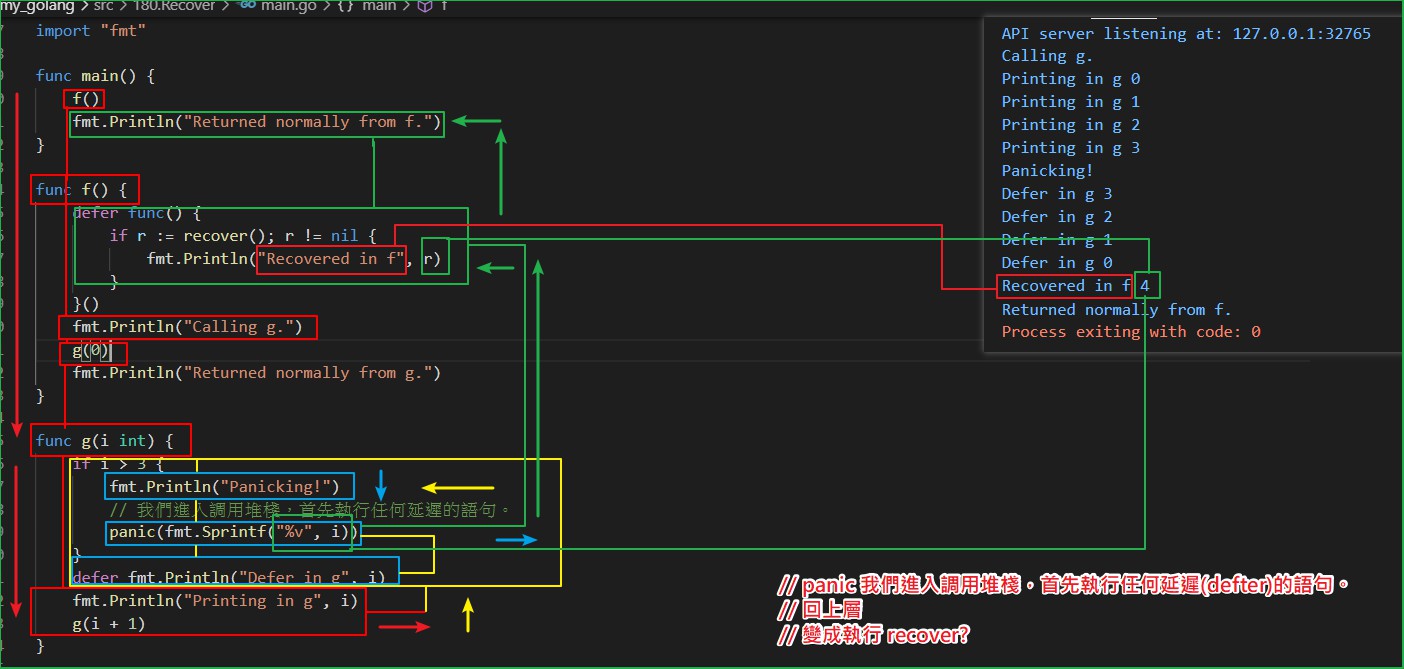 my_golang > src > 180.Recover > main.go > {} main > f
import "fmt"
func main() {
f()
fmt.Println("Returned normally from f.")
}
func f() {
defer func() {
if r := recover(); r != nil {
fmt.Println("Recovered in f", r)
}
}()
fmt.Println("Calling g.")
g(0)
fmt.Println("Returned normally from g.")
}
func g(i int) {
if i > 3 {
fmt.Println("Panicking!")
// 我們進入調用堆棧，首先執行任何延遲的語句。
panic(fmt.Sprintf("%v", i))
}
defer fmt.Println("Defer in g", i)
fmt.Println("Printing in g", i)
g(i + 1)
}
API server listening at: 127.0.0.1:32765
Calling g.
Printing in g 0
Printing in g 1
Printing in g 2
Printing in g 3
Panicking!
Defer in g 3
Defer in g 2
Defer in g 1
Defer in g 0
Recovered in f 4
Returned normally from f.
Process exiting with code: 0
// panic 我們進入調用堆棧，首先執行任何延遲(defter)的語句。
// 回上層
// 變成執行 recover?